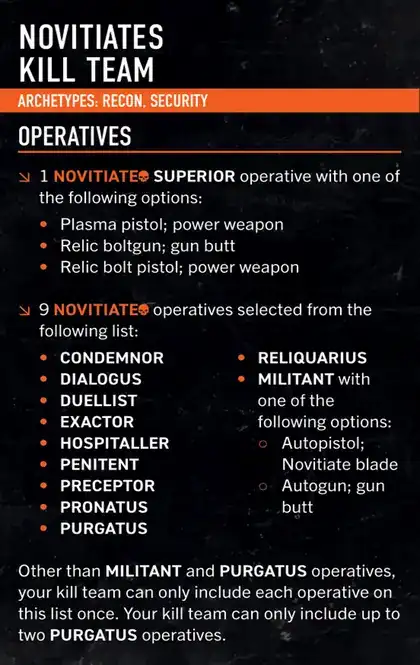 NOVITIATES
KILL TEAM
ARCHETYPES: RECON, SECURITY
OPERATIVES
↘ 1 NOVITIATE SUPERIOR operative with one of
the following options:
• Plasma pistol; power weapon
• Relic boltgun; gun butt
• Relic bolt pistol; power weapon
↘ 9 NOVITIATE operatives selected from the
following list:
• CONDEMNOR
• DIALOGUS
• DUELLIST
• EXACTOR
• HOSPITALLER
• PENITENT
• PRECEPTOR
• PRONATUS
• PURGATUS
• RELIQUARIUS
• MILITANT with
one of the
following options:
○ Autopistol;
Novitiate blade
○ Autogun; gun
butt
Other than MILITANT and PURGATUS operatives,
your kill team can only include each operative on
this list once. Your kill team can only include up to
two PURGATUS operatives.